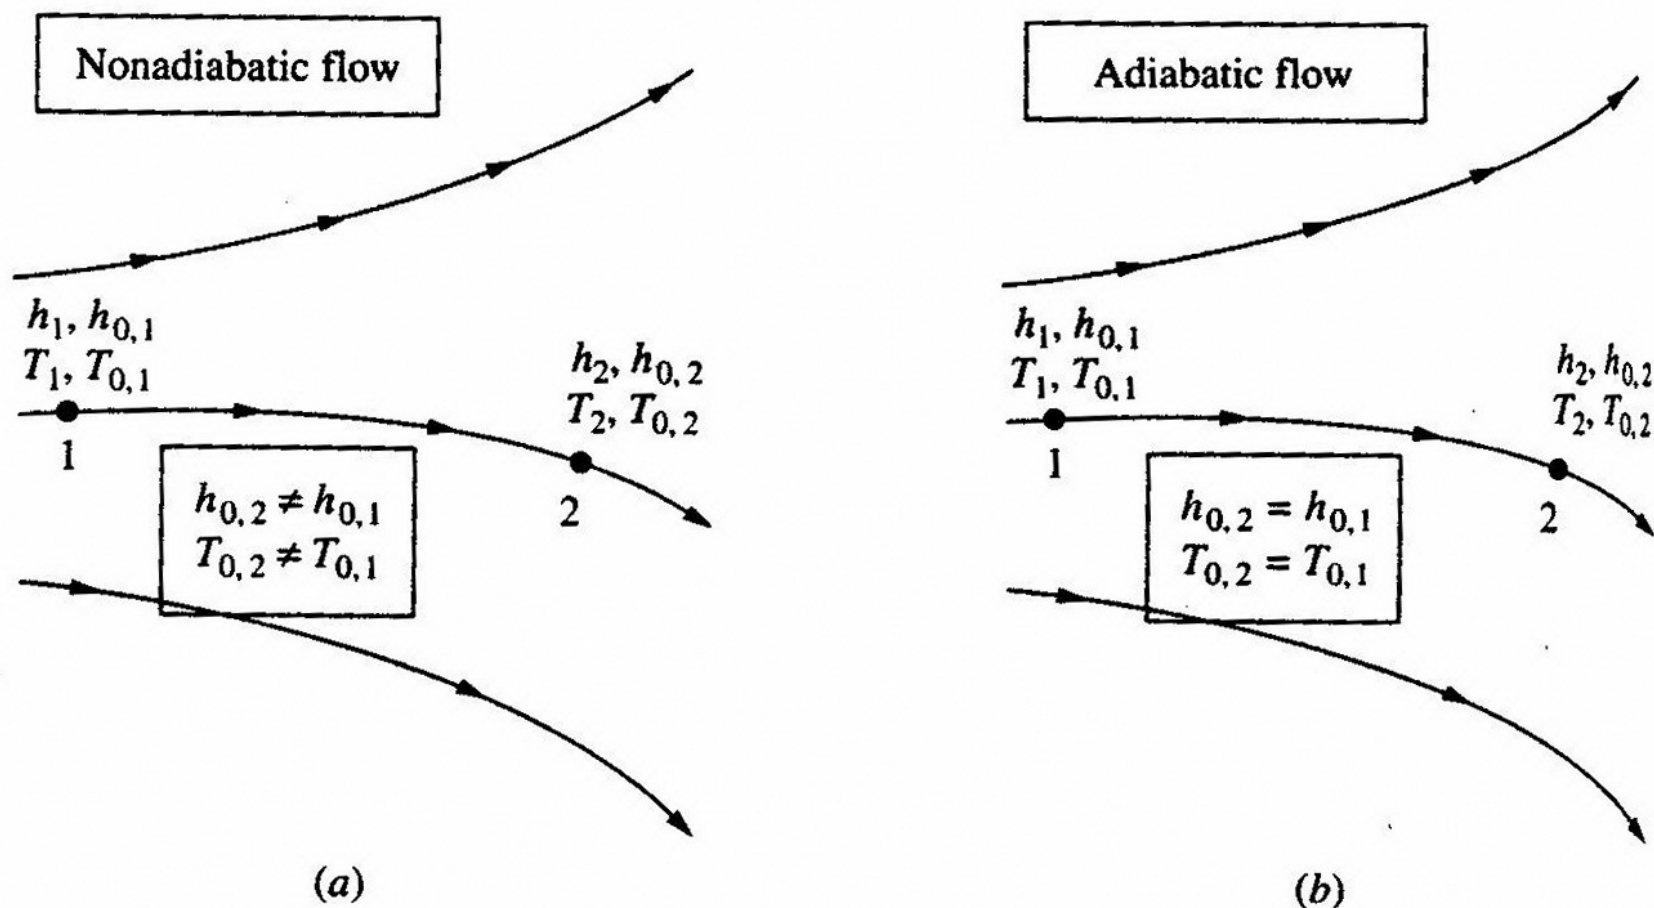 Nonadiabatic flow
h₁, h₀,₁
T₁, T₀,₁
1
h₂, h₀,₂
T₂, T₀,₂
2
h₀,₂ ≠ h₀,₁
T₀,₂ ≠ T₀,₁
(a)
Adiabatic flow
h₁, h₀,₁
T₁, T₀,₁
1
h₂, h₀,₂
T₂, T₀,₂
2
h₀,₂ = h₀,₁
T₀,₂ = T₀,₁
(b)